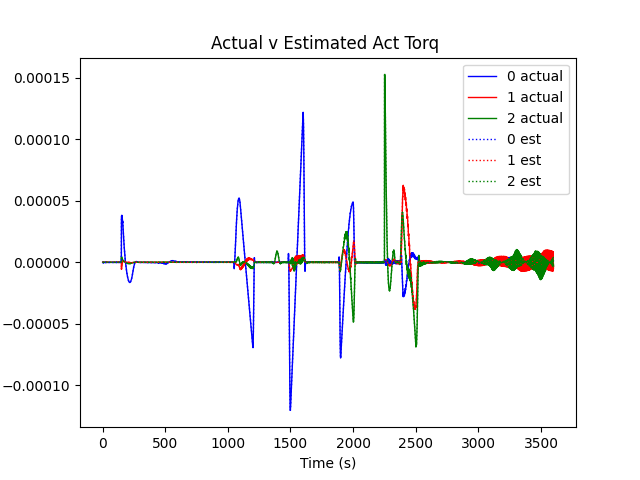 Actual v Estimated Act Torq
0.00015
0.00010
0.00005
0.00000
−0.00005
−0.00010
0 actual
1 actual
2 actual
0 est
1 est
2 est
0 500 1000 1500 2000 2500 3000 3500
Time (s)